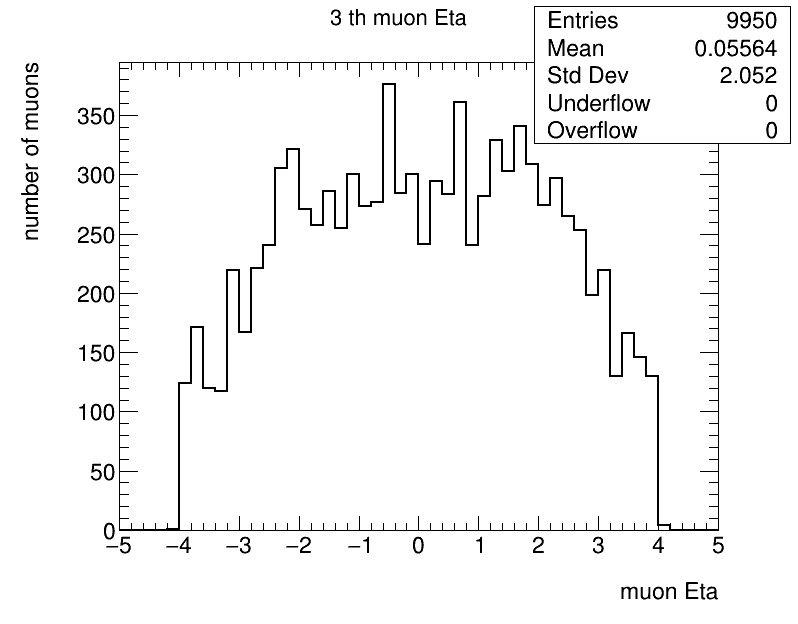 3 th muon Eta
Entries 9950
Mean 0.05564
Std Dev 2.052
Underflow 0
Overflow 0
number of muons
350
300
250
200
150
100
50
0
−5 −4 −3 −2 −1 0 1 2 3 4 5
muon Eta